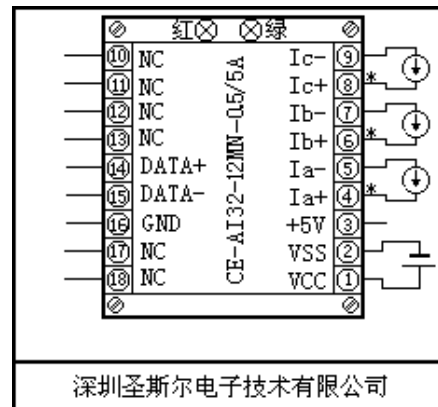 红 绿
⑩ NC Ic- ⑨
⑪ NC Ic+ ⑧ *
⑫ NC Ib- ⑦
⑬ NC Ib+ ⑥ *
⑭ DATA+ Ia- ⑤
⑮ DATA- Ia+ ④ *
⑯ GND +5V ③
⑰ NC VSS ②
⑱ NC VCC ①
CE-AI32-12MN-0.5/5A
深圳圣斯尔电子技术有限公司